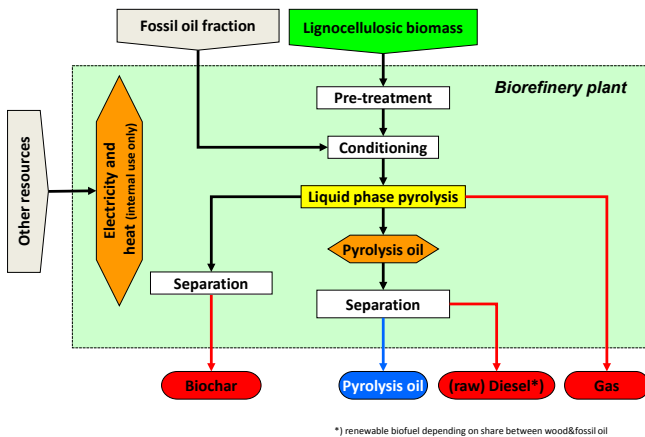 Fossil oil fraction
Lignocellulosic biomass
Biorefinery plant
Pre-treatment
Conditioning
Other resources
Electricity and
heat (internal use only)
Liquid phase pyrolysis
Pyrolysis oil
Separation
Separation
Biochar
Pyrolysis oil
(raw) Diesel*)
Gas
*) renewable biofuel depending on share between wood&fossil oil